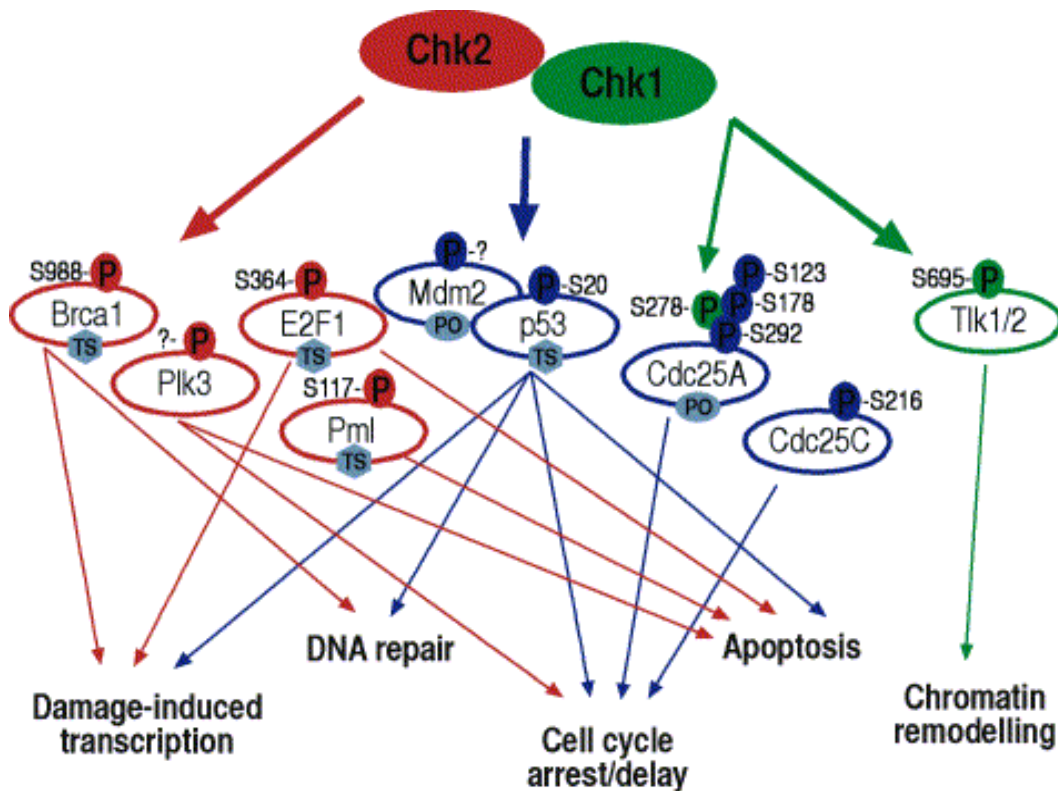 Chk2
Chk1
S988-P
Brca1
TS
?-P
Plk3
S364-P
E2F1
TS
S117-P
Pml
TS
P-?
Mdm2
PO
P-S20
p53
TS
S278-P
P-S123
P-S178
P-S292
Cdc25A
PO
P-S216
Cdc25C
S695-P
Tlk1/2
DNA repair
Apoptosis
Damage-induced
transcription
Cell cycle
arrest/delay
Chromatin
remodelling